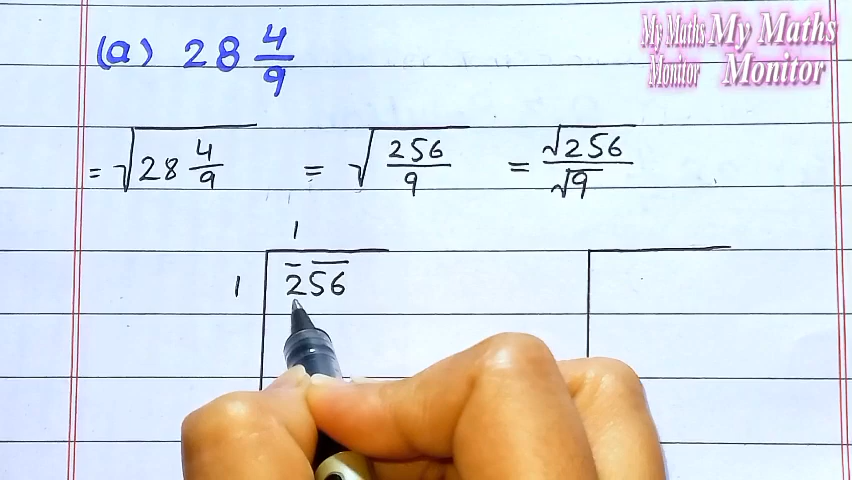 (a) 28 4/9
My Maths My Maths
Monitor Monitor
= √28 4/9 = √256/9 = √256/√9
1
1 256